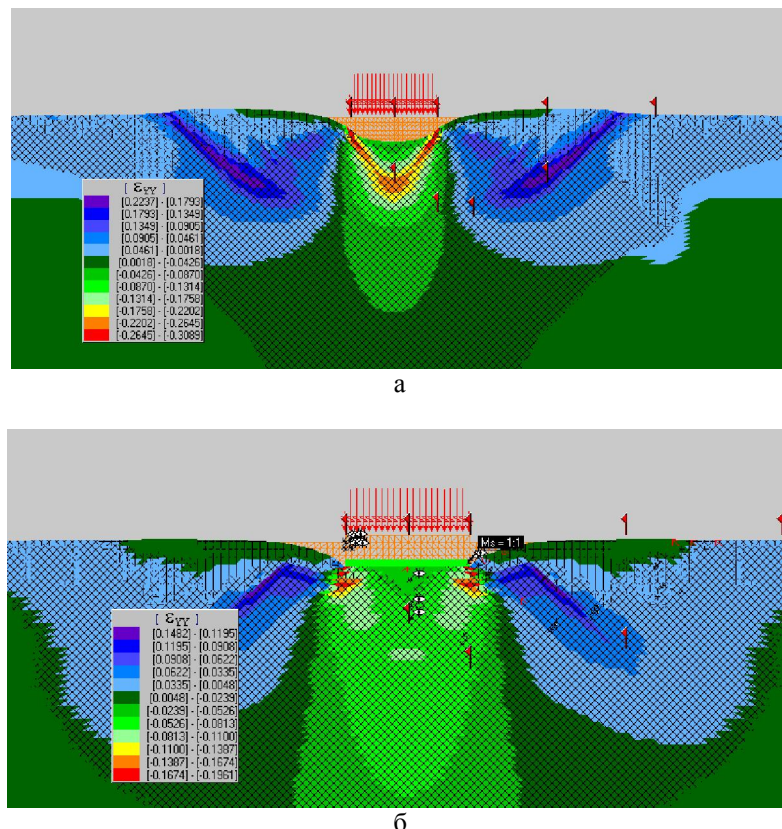 [ εYY ]
[0.2237] - [0.1793]
[0.1793] - [0.1349]
[0.1349] - [0.0905]
[0.0905] - [0.0461]
[0.0461] - [0.0018]
[0.0018] - [-0.0426]
[-0.0426] - [-0.0870]
[-0.0870] - [-0.1314]
[-0.1314] - [-0.1758]
[-0.1758] - [-0.2202]
[-0.2202] - [-0.2645]
[-0.2645] - [-0.3089]
а
Ms = 1:1
[ εYY ]
[0.1482] - [0.1195]
[0.1195] - [0.0908]
[0.0908] - [0.0622]
[0.0622] - [0.0335]
[0.0335] - [0.0048]
[0.0048] - [-0.0239]
[-0.0239] - [-0.0526]
[-0.0526] - [-0.0813]
[-0.0813] - [-0.1100]
[-0.1100] - [-0.1387]
[-0.1387] - [-0.1674]
[-0.1674] - [-0.1961]
б